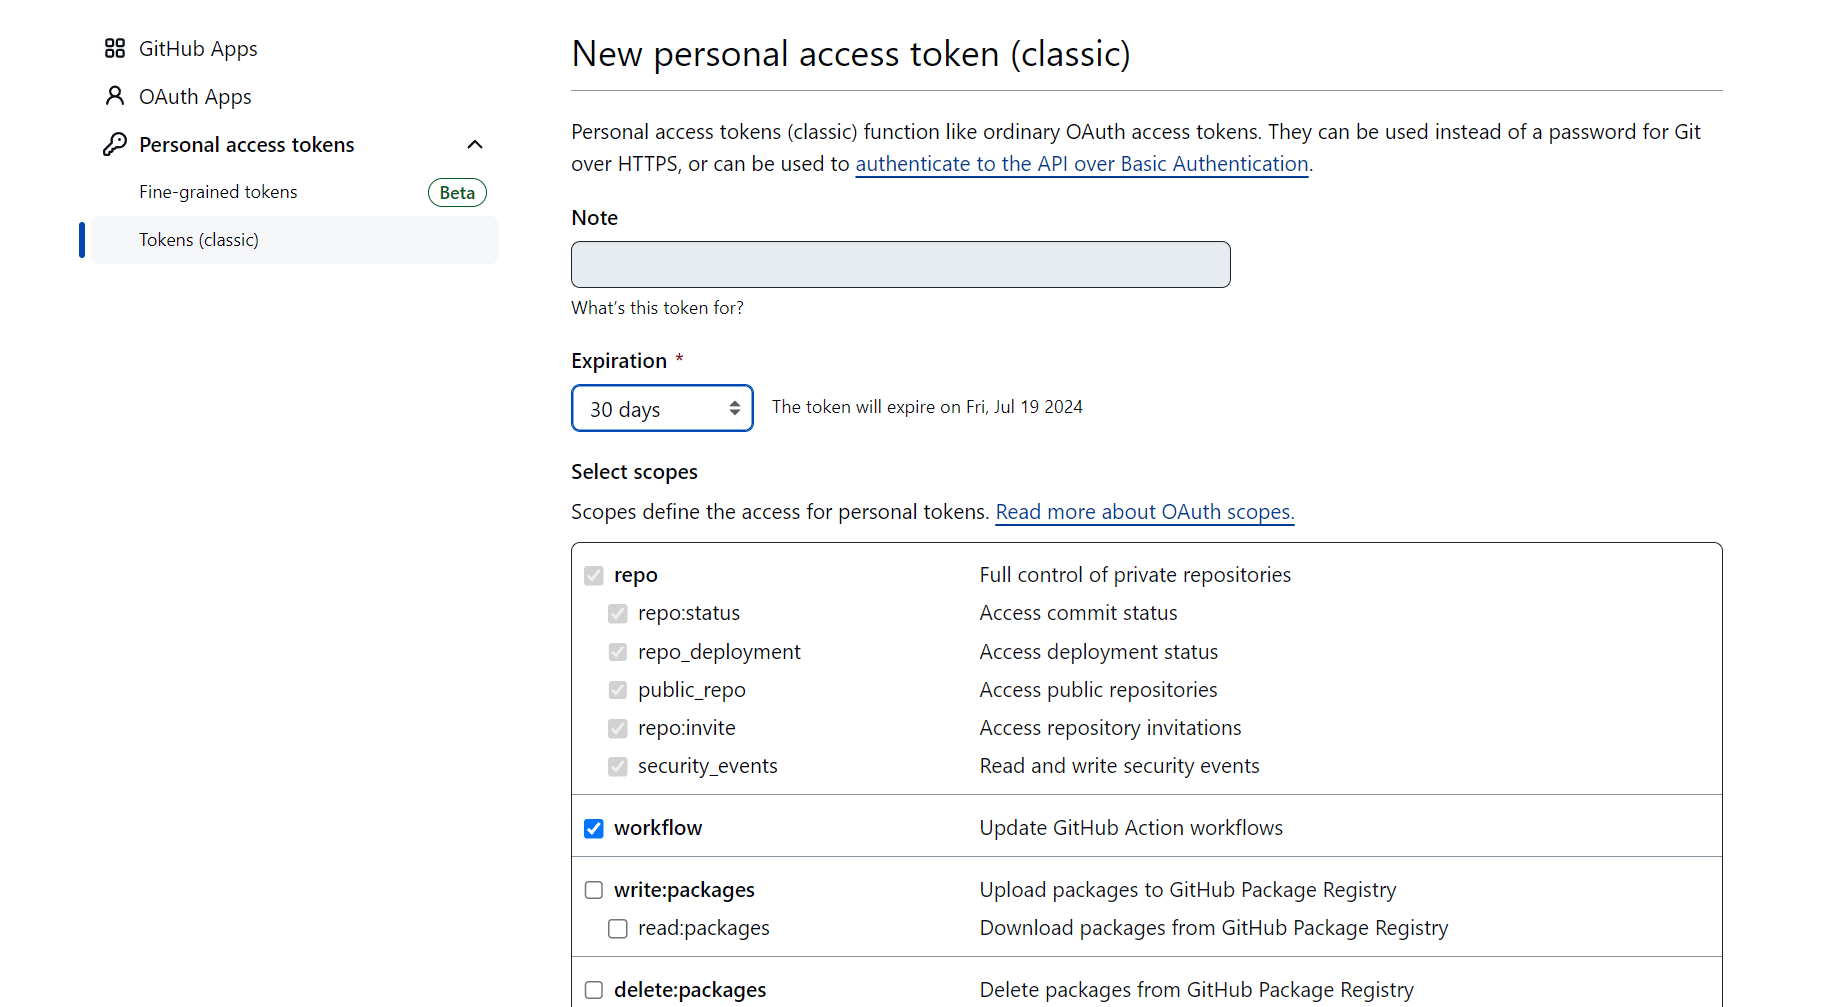 GitHub Apps
OAuth Apps
Personal access tokens
Fine-grained tokens Beta
Tokens (classic)
New personal access token (classic)
Personal access tokens (classic) function like ordinary OAuth access tokens. They can be used instead of a password for Git
over HTTPS, or can be used to authenticate to the API over Basic Authentication.
Note
What's this token for?
Expiration *
30 days The token will expire on Fri, Jul 19 2024
Select scopes
Scopes define the access for personal tokens. Read more about OAuth scopes.
repo Full control of private repositories
repo:status Access commit status
repo_deployment Access deployment status
public_repo Access public repositories
repo:invite Access repository invitations
security_events Read and write security events
workflow Update GitHub Action workflows
write:packages Upload packages to GitHub Package Registry
read:packages Download packages from GitHub Package Registry
delete:packages Delete packages from GitHub Package Registry